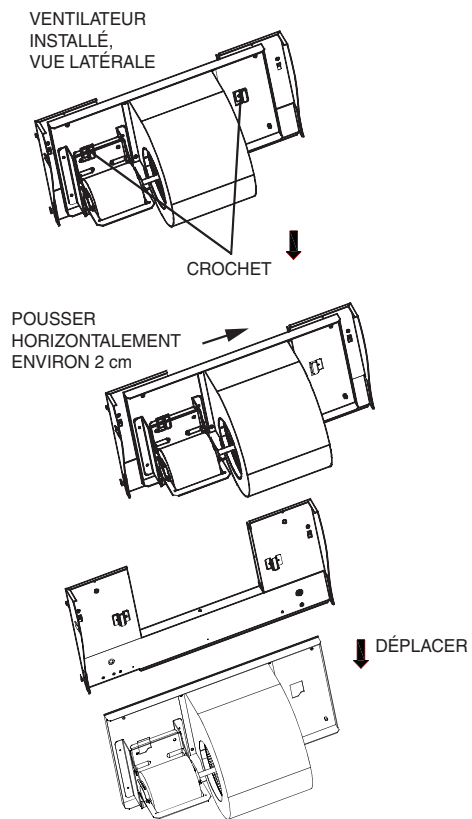 VENTILATEUR
INSTALLÉ,
VUE LATÉRALE
CROCHET
POUSSER
HORIZONTALEMENT
ENVIRON 2 cm
DÉPLACER